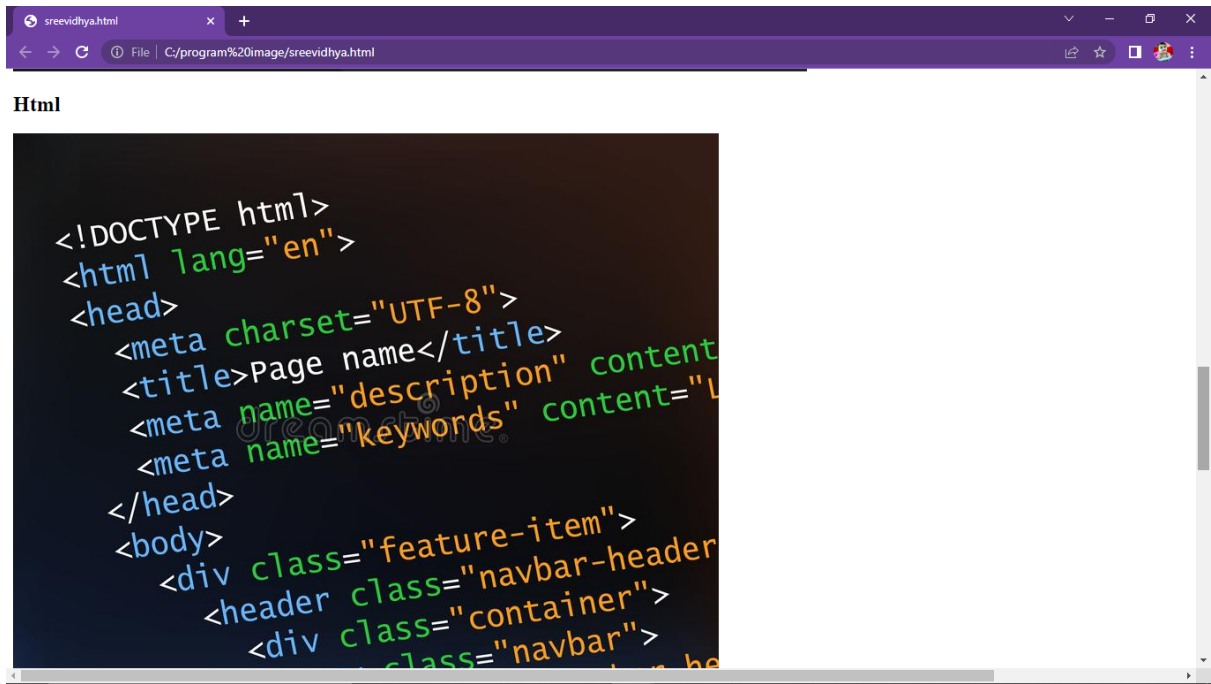 sreevidhya.html
File | C:/program%20image/sreevidhya.html
Html
<!DOCTYPE html>
<html lang="en">
<head>
<meta charset="UTF-8">
<title>Page name</title>
<meta name="description" content
<meta name="keywords" content="L
</head>
<body>
<div class="feature-item">
<header class="navbar-header
<div class="container">
class="navbar">
dreamstime.